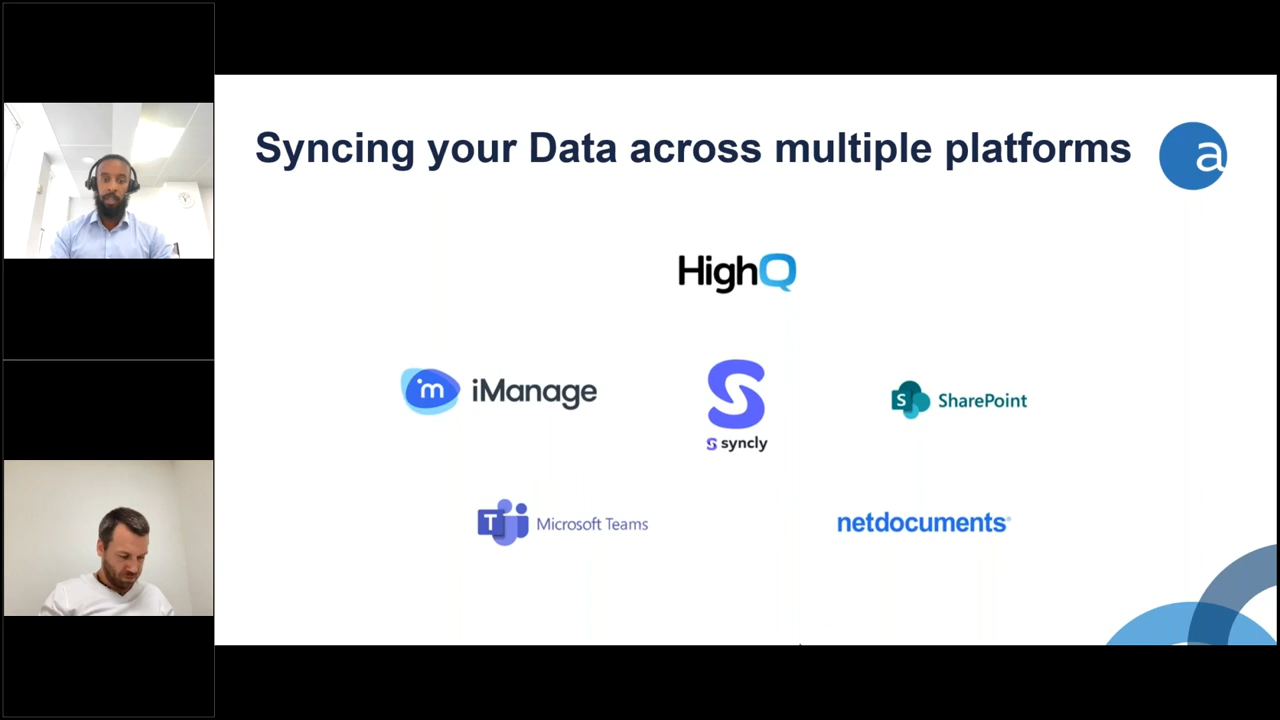 Syncing your Data across multiple platforms
a
HighQ
m iManage
syncly
S SharePoint
T Microsoft Teams
netdocuments